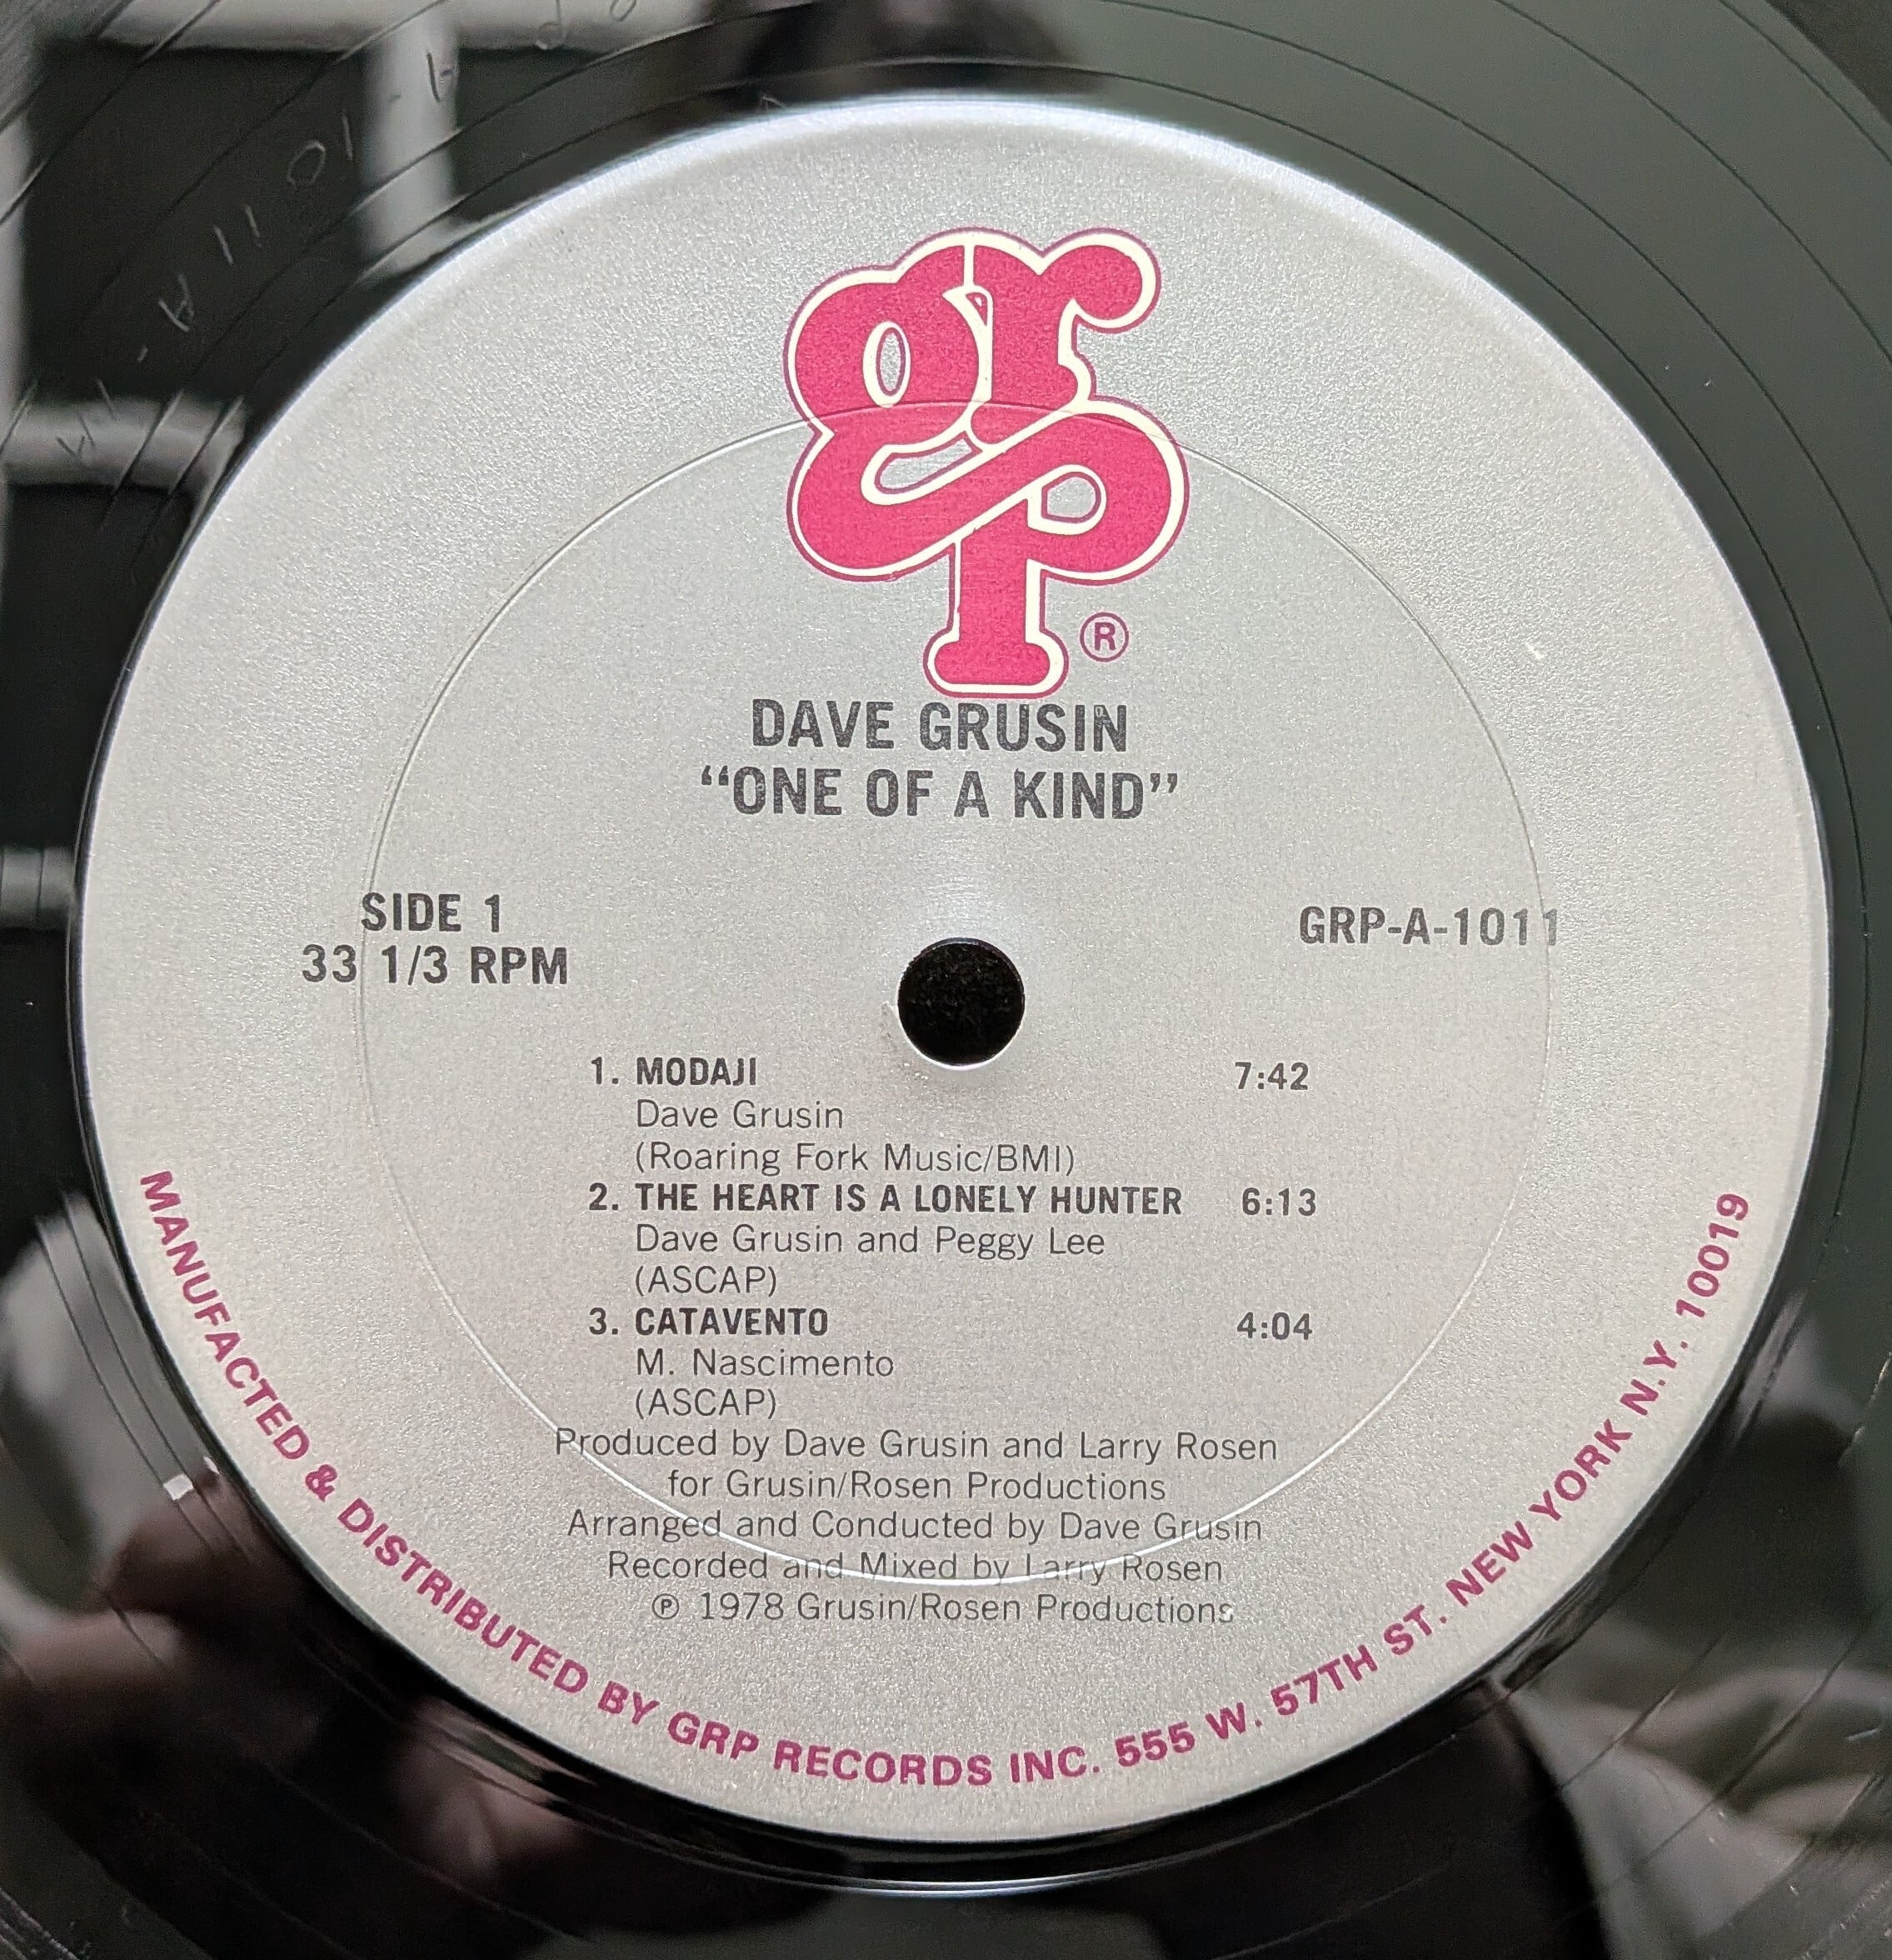 grp®
DAVE GRUSIN
“ONE OF A KIND”
SIDE 1
33 1/3 RPM
GRP-A-1011
1. MODAJI 7:42
Dave Grusin
(Roaring Fork Music/BMI)
2. THE HEART IS A LONELY HUNTER 6:13
Dave Grusin and Peggy Lee
(ASCAP)
3. CATAVENTO 4:04
M. Nascimento
(ASCAP)
Produced by Dave Grusin and Larry Rosen
for Grusin/Rosen Productions
Arranged and Conducted by Dave Grusin
Recorded and Mixed by Larry Rosen
℗ 1978 Grusin/Rosen Productions
MANUFACTED & DISTRIBUTED BY GRP RECORDS INC. 555 W. 57TH ST. NEW YORK N.Y. 10019